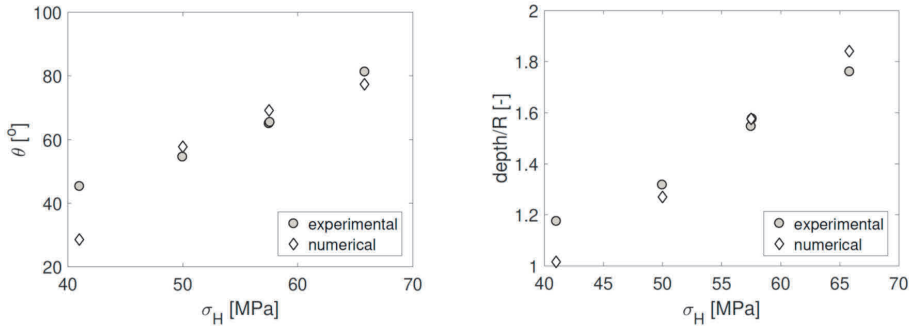 100
80
60
40
20
θ [°]
40 50 60 70
σH [MPa]
experimental
numerical
2
1.8
1.6
1.4
1.2
1
depth/R [-]
40 45 50 55 60 65 70
σH [MPa]
experimental
numerical